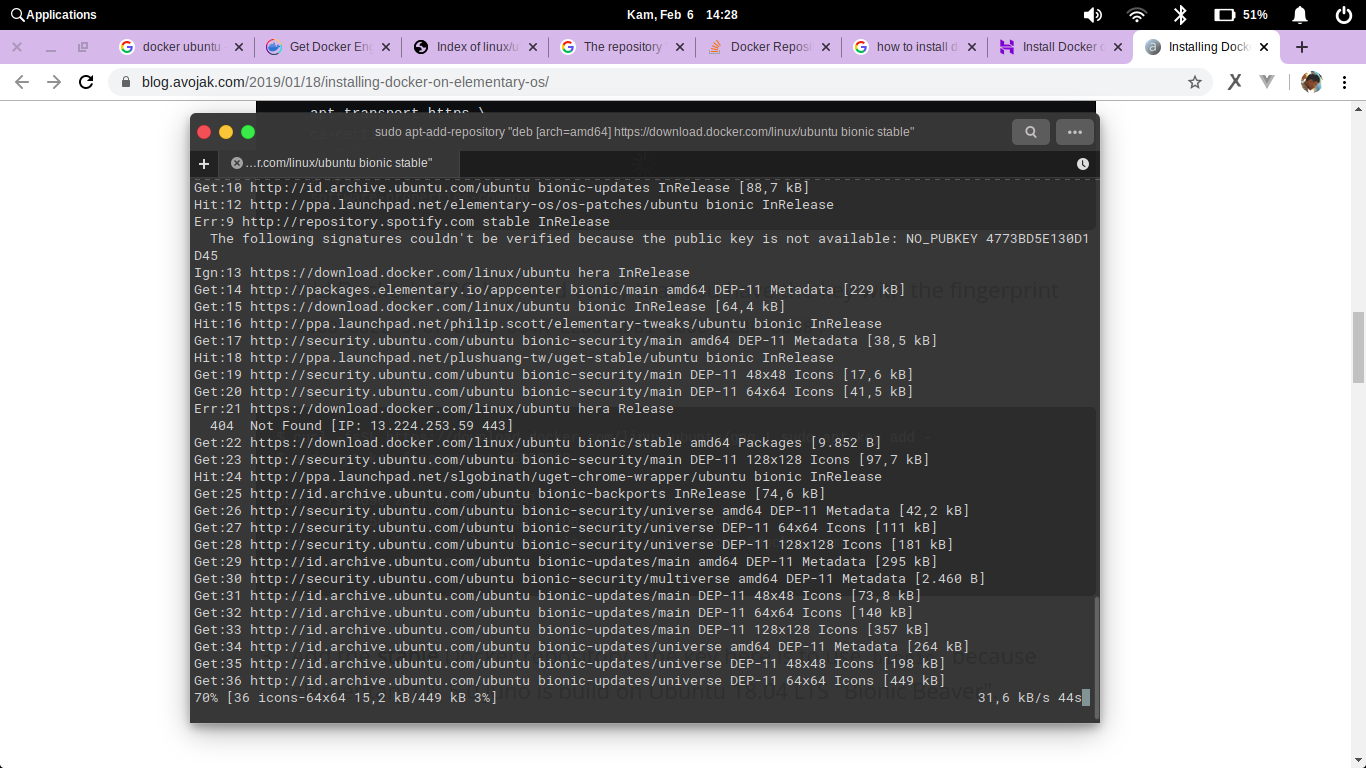 Applications
Kam, Feb 6 14:28
51%
docker ubuntu
Get Docker Eng
Index of linux/u
The repository
Docker Reposi
how to install d
Install Docker o
Installing Dock
blog.avojak.com/2019/01/18/installing-docker-on-elementary-os/
apt-transport-https \
sudo apt-add-repository "deb [arch=amd64] https://download.docker.com/linux/ubuntu bionic stable"
...r.com/linux/ubuntu bionic stable"
Get:10 http://id.archive.ubuntu.com/ubuntu bionic-updates InRelease [88,7 kB]
Hit:12 http://ppa.launchpad.net/elementary-os/os-patches/ubuntu bionic InRelease
Err:9 http://repository.spotify.com stable InRelease
The following signatures couldn't be verified because the public key is not available: NO_PUBKEY 4773BD5E130D1
D45
Ign:13 https://download.docker.com/linux/ubuntu hera InRelease
Get:14 http://packages.elementary.io/appcenter bionic/main amd64 DEP-11 Metadata [229 kB]
the fingerprint
Get:15 https://download.docker.com/linux/ubuntu bionic InRelease [64,4 kB]
Hit:16 http://ppa.launchpad.net/philip.scott/elementary-tweaks/ubuntu bionic InRelease
Get:17 http://security.ubuntu.com/ubuntu bionic-security/main amd64 DEP-11 Metadata [38,5 kB]
Hit:18 http://ppa.launchpad.net/plushuang-tw/uget-stable/ubuntu bionic InRelease
Get:19 http://security.ubuntu.com/ubuntu bionic-security/main DEP-11 48x48 Icons [17,6 kB]
Get:20 http://security.ubuntu.com/ubuntu bionic-security/main DEP-11 64x64 Icons [41,5 kB]
Err:21 https://download.docker.com/linux/ubuntu hera Release
404 Not Found [IP: 13.224.253.59 443]
add -
Get:22 https://download.docker.com/linux/ubuntu bionic/stable amd64 Packages [9.852 B]
Get:23 http://security.ubuntu.com/ubuntu bionic-security/main DEP-11 128x128 Icons [97,7 kB]
Hit:24 http://ppa.launchpad.net/slgobinath/uget-chrome-wrapper/ubuntu bionic InRelease
Get:25 http://id.archive.ubuntu.com/ubuntu bionic-backports InRelease [74,6 kB]
Get:26 http://security.ubuntu.com/ubuntu bionic-security/universe amd64 DEP-11 Metadata [42,2 kB]
Get:27 http://security.ubuntu.com/ubuntu bionic-security/universe DEP-11 64x64 Icons [111 kB]
Get:28 http://security.ubuntu.com/ubuntu bionic-security/universe DEP-11 128x128 Icons [181 kB]
Get:29 http://id.archive.ubuntu.com/ubuntu bionic-updates/main amd64 DEP-11 Metadata [295 kB]
Get:30 http://security.ubuntu.com/ubuntu bionic-security/multiverse amd64 DEP-11 Metadata [2.460 B]
Get:31 http://id.archive.ubuntu.com/ubuntu bionic-updates/main DEP-11 48x48 Icons [73,8 kB]
Get:32 http://id.archive.ubuntu.com/ubuntu bionic-updates/main DEP-11 64x64 Icons [140 kB]
Get:33 http://id.archive.ubuntu.com/ubuntu bionic-updates/main DEP-11 128x128 Icons [357 kB]
Get:34 http://id.archive.ubuntu.com/ubuntu bionic-updates/universe amd64 DEP-11 Metadata [264 kB]
because
Get:35 http://id.archive.ubuntu.com/ubuntu bionic-updates/universe DEP-11 48x48 Icons [198 kB]
Get:36 http://id.archive.ubuntu.com/ubuntu bionic-updates/universe DEP-11 64x64 Icons [449 kB]
is build on Ubuntu 18.04 LTS "Bionic Beaver"
70% [36 icons-64x64 15,2 kB/449 kB 3%] 31,6 kB/s 44s